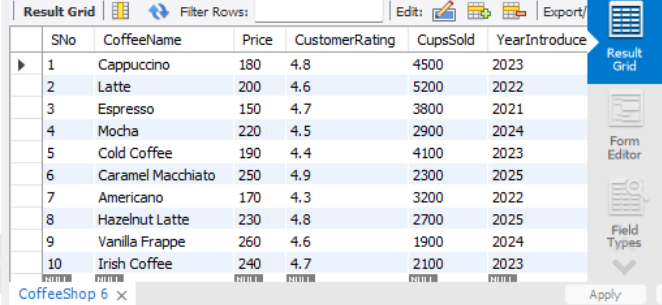 Result Grid Filter Rows: Edit: Export/
SNo CoffeeName Price CustomerRating CupsSold YearIntroduce
1 Cappuccino 180 4.8 4500 2023
2 Latte 200 4.6 5200 2022
3 Espresso 150 4.7 3800 2021
4 Mocha 220 4.5 2900 2024
5 Cold Coffee 190 4.4 4100 2023
6 Caramel Macchiato 250 4.9 2300 2025
7 Americano 170 4.3 3200 2022
8 Hazelnut Latte 230 4.8 2700 2025
9 Vanilla Frappe 260 4.6 1900 2024
10 Irish Coffee 240 4.7 2100 2023
NULL NULL NULL NULL NULL NULL
Result
Grid
Form
Editor
Field
Types
CoffeeShop 6 Apply